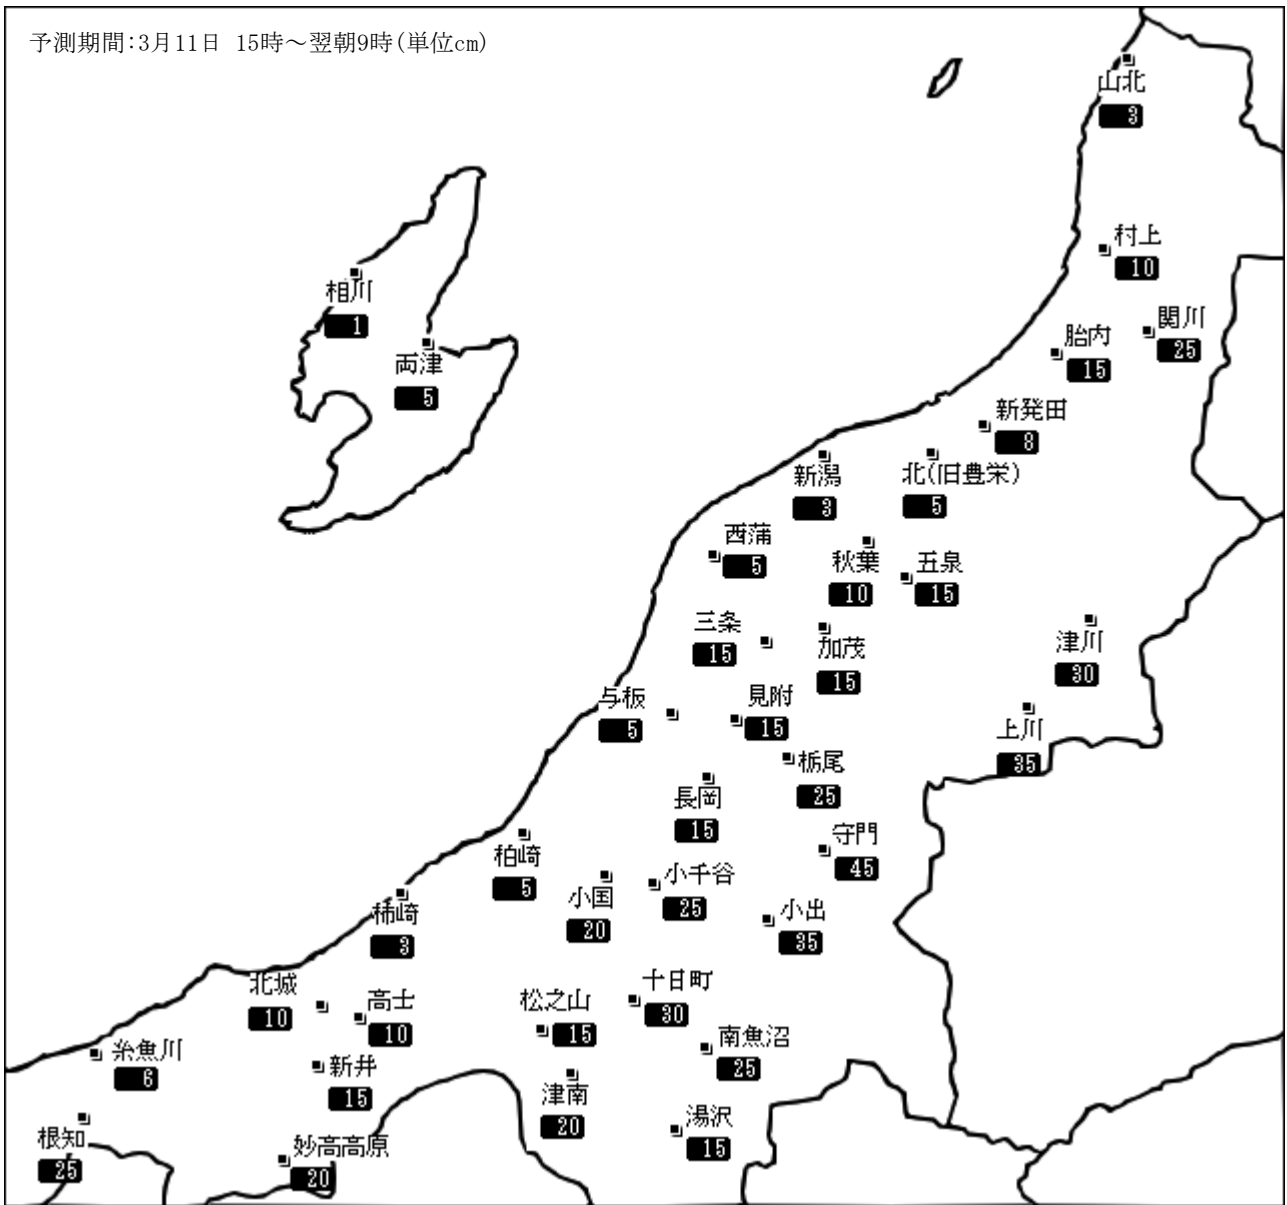 予測期間:3月11日 15時～翌朝9時(単位cm)
山北
3
村上
10
相川
1
関川
25
胎内
15
両津
5
新発田
8
新潟
3
北(旧豊栄)
5
西蒲
5
秋葉
10
五泉
15
三条
15
加茂
15
津川
30
与板
5
見附
15
上川
35
栃尾
25
長岡
15
守門
45
柏崎
5
小国
20
小千谷
25
小出
35
柿崎
3
北城
10
高士
10
松之山
15
十日町
30
南魚沼
25
糸魚川
6
新井
15
津南
20
湯沢
15
根知
25
妙高高原
20